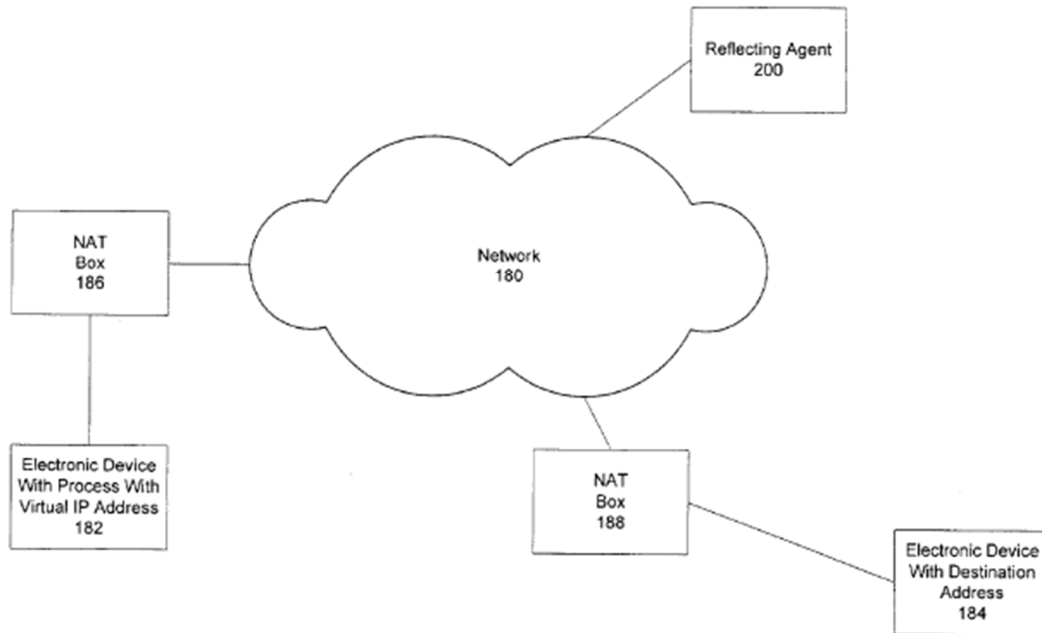 Reflecting Agent
200
NAT
Box
186
Network
180
Electronic Device
With Process With
Virtual IP Address
182
NAT
Box
188
Electronic Device
With Destination
Address
184